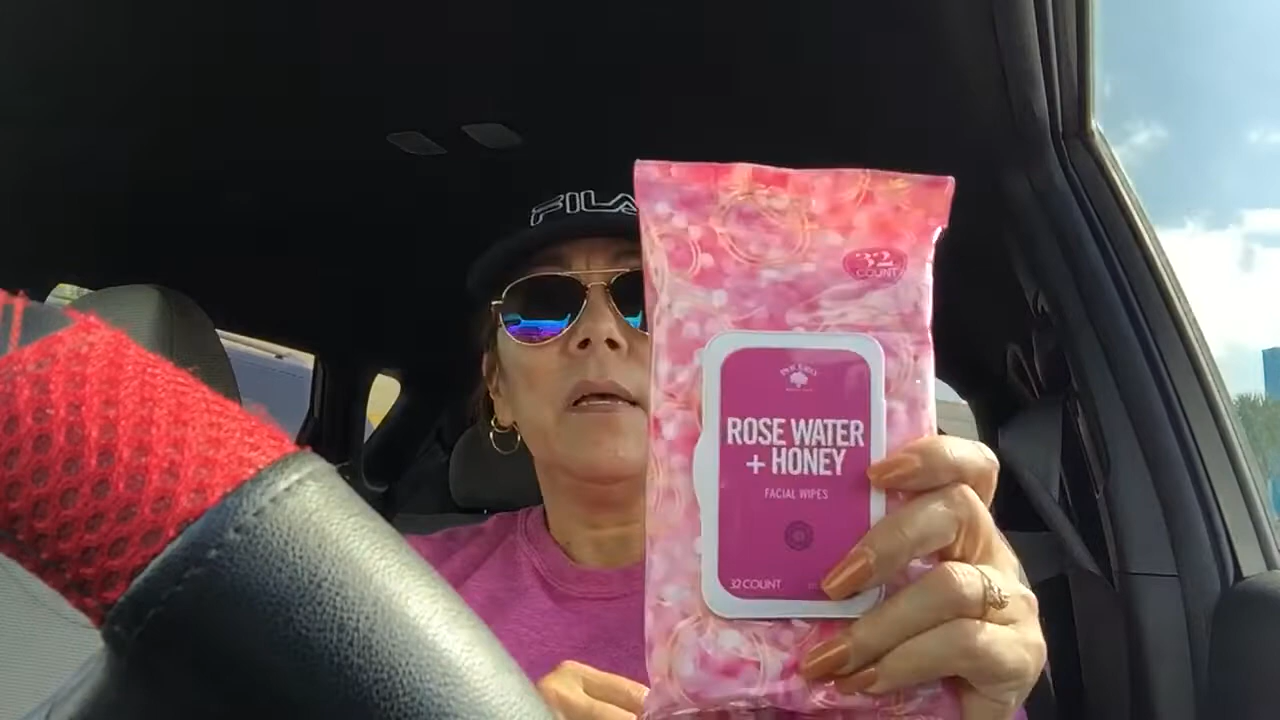 FILA
32
COUNT
ROSE WATER
+ HONEY
FACIAL WIPES
32 COUNT